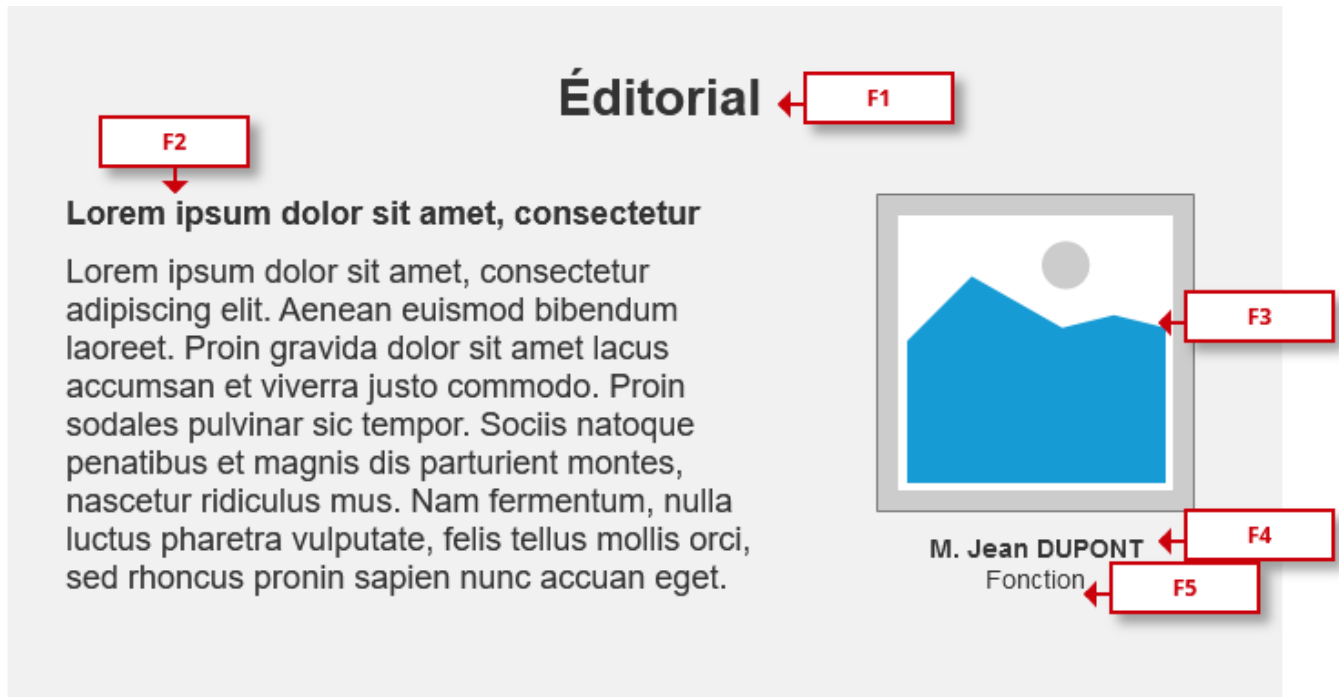 Éditorial
F1
F2
Lorem ipsum dolor sit amet, consectetur
Lorem ipsum dolor sit amet, consectetur
adipiscing elit. Aenean euismod bibendum
laoreet. Proin gravida dolor sit amet lacus
accumsan et viverra justo commodo. Proin
sodales pulvinar sic tempor. Sociis natoque
penatibus et magnis dis parturient montes,
nascetur ridiculus mus. Nam fermentum, nulla
luctus pharetra vulputate, felis tellus mollis orci,
sed rhoncus pronin sapien nunc accuan eget.
F3
M. Jean DUPONT
F4
Fonction
F5